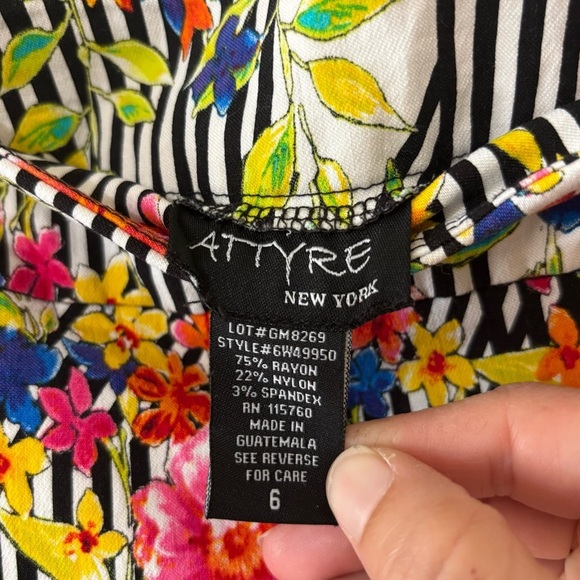 ATTYRE
NEW YORK
LOT#GM8269
STYLE#6W49950
75% RAYON
22% NYLON
3% SPANDEX
RN 115760
MADE IN
GUATEMALA
SEE REVERSE
FOR CARE
6